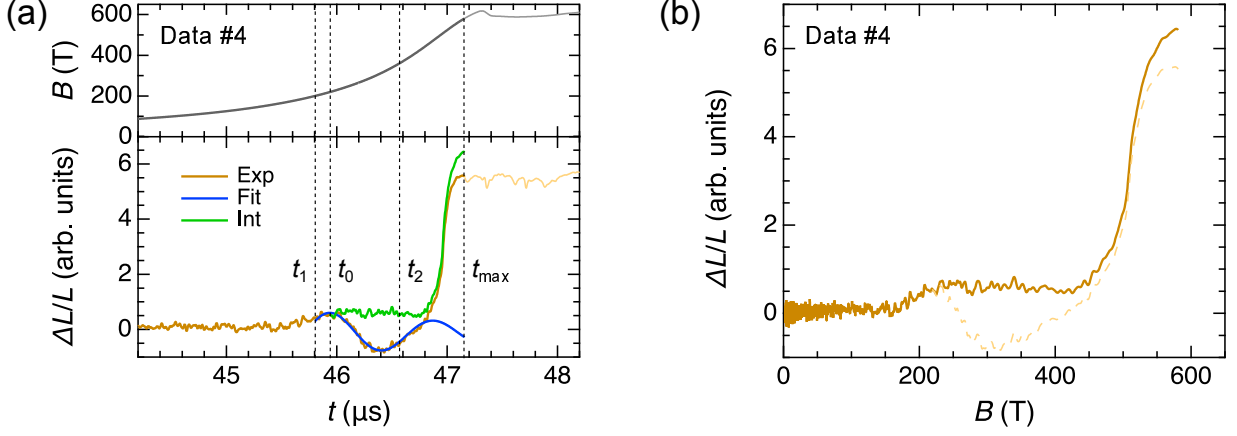 (a)
Data #4
B (T)
600
400
200
0
ΔL/L (arb. units)
6
4
2
0
Exp
Fit
Int
t1
t0
t2
tmax
45
46
47
48
t (μs)
(b)
Data #4
ΔL/L (arb. units)
6
4
2
0
0
200
400
600
B (T)